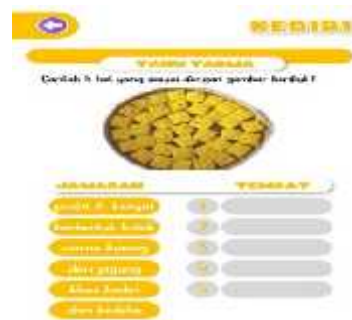 KEDIRI
TAHU TAKWA
Carilah 5 hal yang sesuai dengan gambar berikut!
JAWABAN
TEMPAT
1
berbentuk kotak
2
warna kuning
3
4
khas kediri
5
dari kedelai